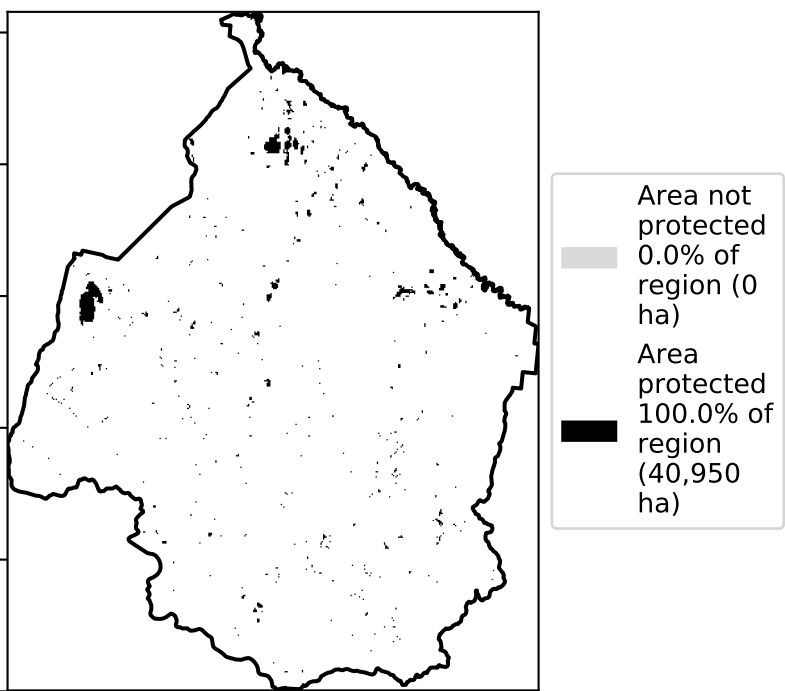 Area not
protected
0.0% of
region (0
ha)
Area
protected
100.0% of
region
(40,950
ha)